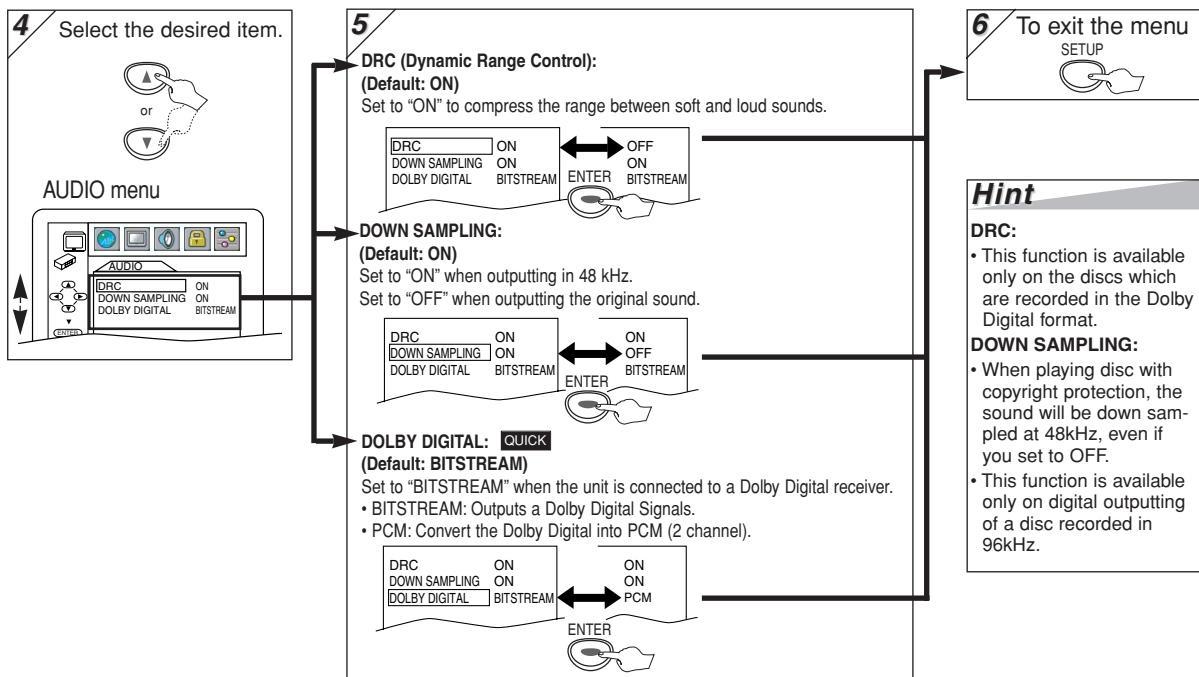 4
Select the desired item.
or
AUDIO menu
AUDIO
DRC ON
DOWN SAMPLING ON
DOLBY DIGITAL BITSTREAM
ENTER
5
DRC (Dynamic Range Control):
(Default: ON)
Set to “ON” to compress the range between soft and loud sounds.
DRC ON OFF
DOWN SAMPLING ON ON
DOLBY DIGITAL BITSTREAM BITSTREAM
ENTER
DOWN SAMPLING:
(Default: ON)
Set to “ON” when outputting in 48 kHz.
Set to “OFF” when outputting the original sound.
DRC ON ON
DOWN SAMPLING ON OFF
DOLBY DIGITAL BITSTREAM BITSTREAM
ENTER
DOLBY DIGITAL: QUICK
(Default: BITSTREAM)
Set to “BITSTREAM” when the unit is connected to a Dolby Digital receiver.
• BITSTREAM: Outputs a Dolby Digital Signals.
• PCM: Convert the Dolby Digital into PCM (2 channel).
DRC ON ON
DOWN SAMPLING ON ON
DOLBY DIGITAL BITSTREAM PCM
ENTER
6
To exit the menu
SETUP
Hint
DRC:
• This function is available
only on the discs which
are recorded in the Dolby
Digital format.
DOWN SAMPLING:
• When playing disc with
copyright protection, the
sound will be down sam-
pled at 48kHz, even if
you set to OFF.
• This function is available
only on digital outputting
of a disc recorded in
96kHz.